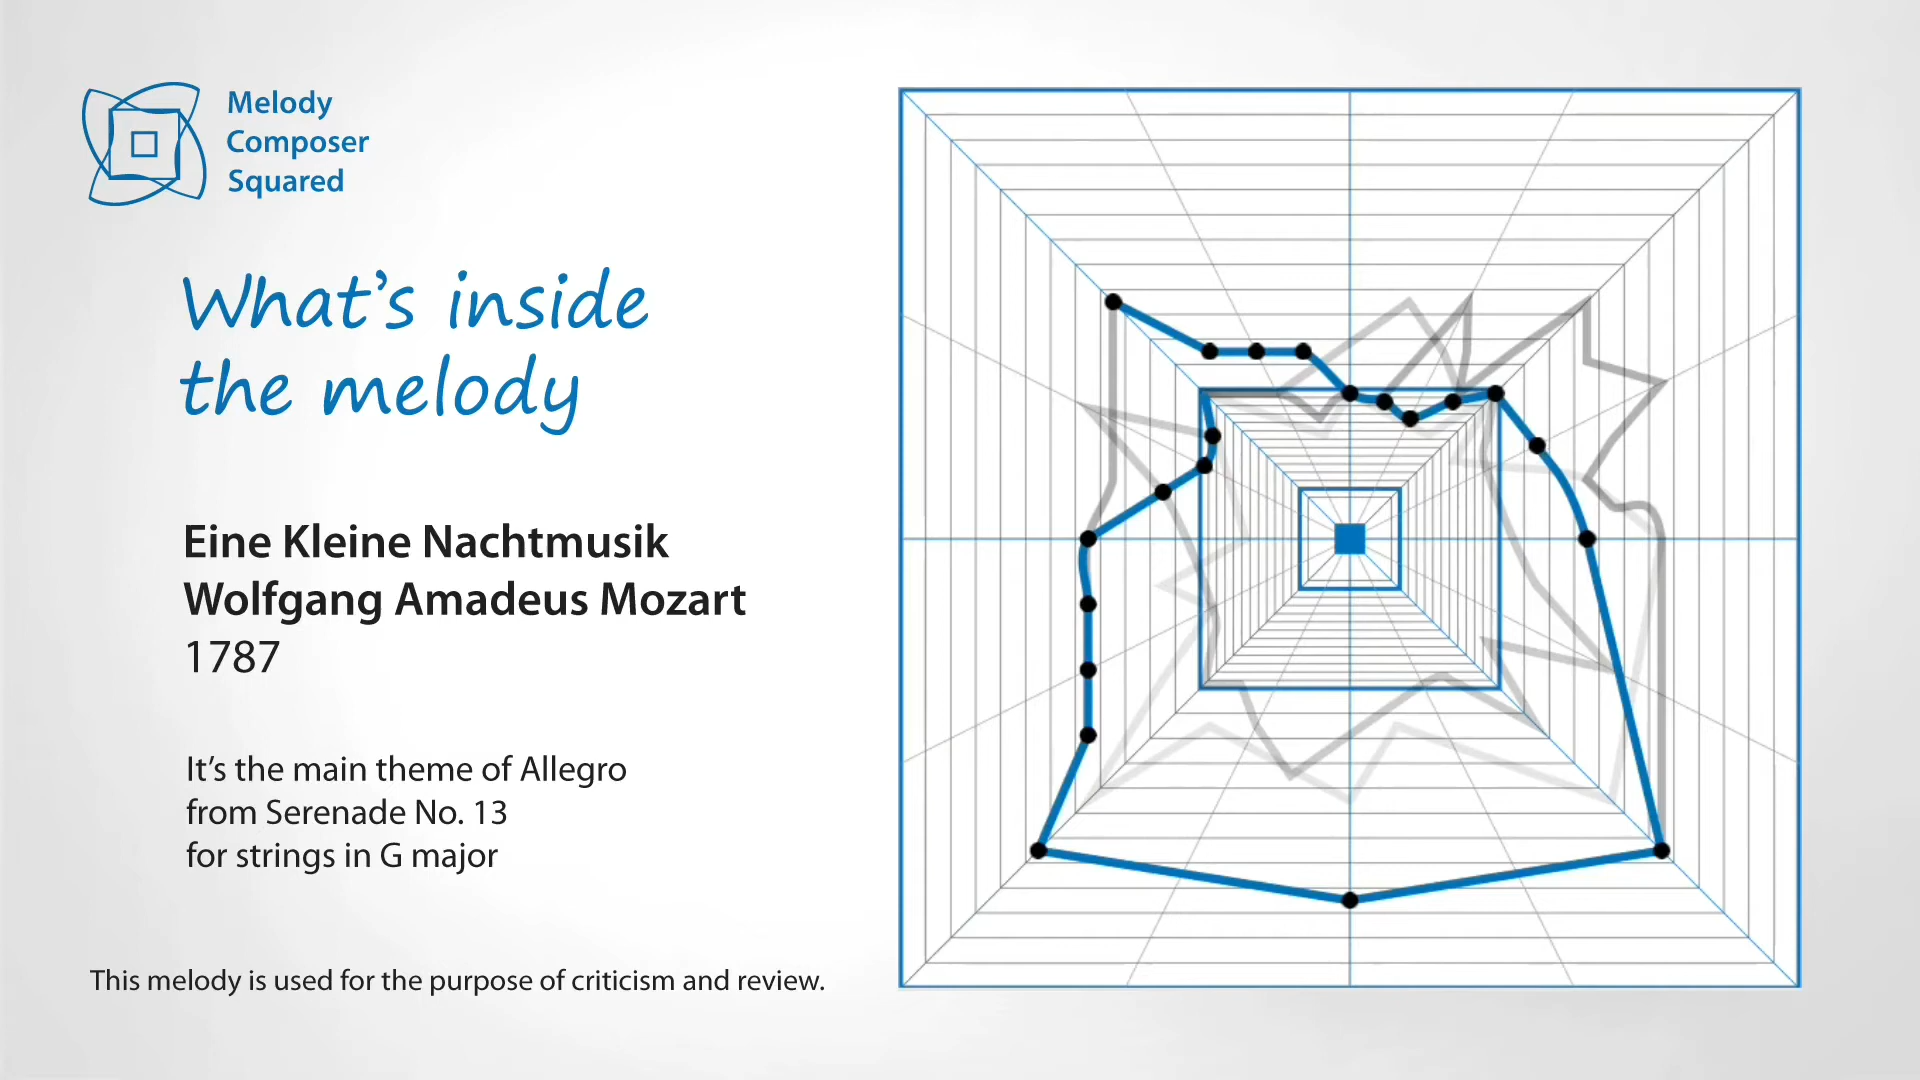 Melody
Composer
Squared
What's inside
the melody
Eine Kleine Nachtmusik
Wolfgang Amadeus Mozart
1787
It's the main theme of Allegro
from Serenade No. 13
for strings in G major
This melody is used for the purpose of criticism and review.